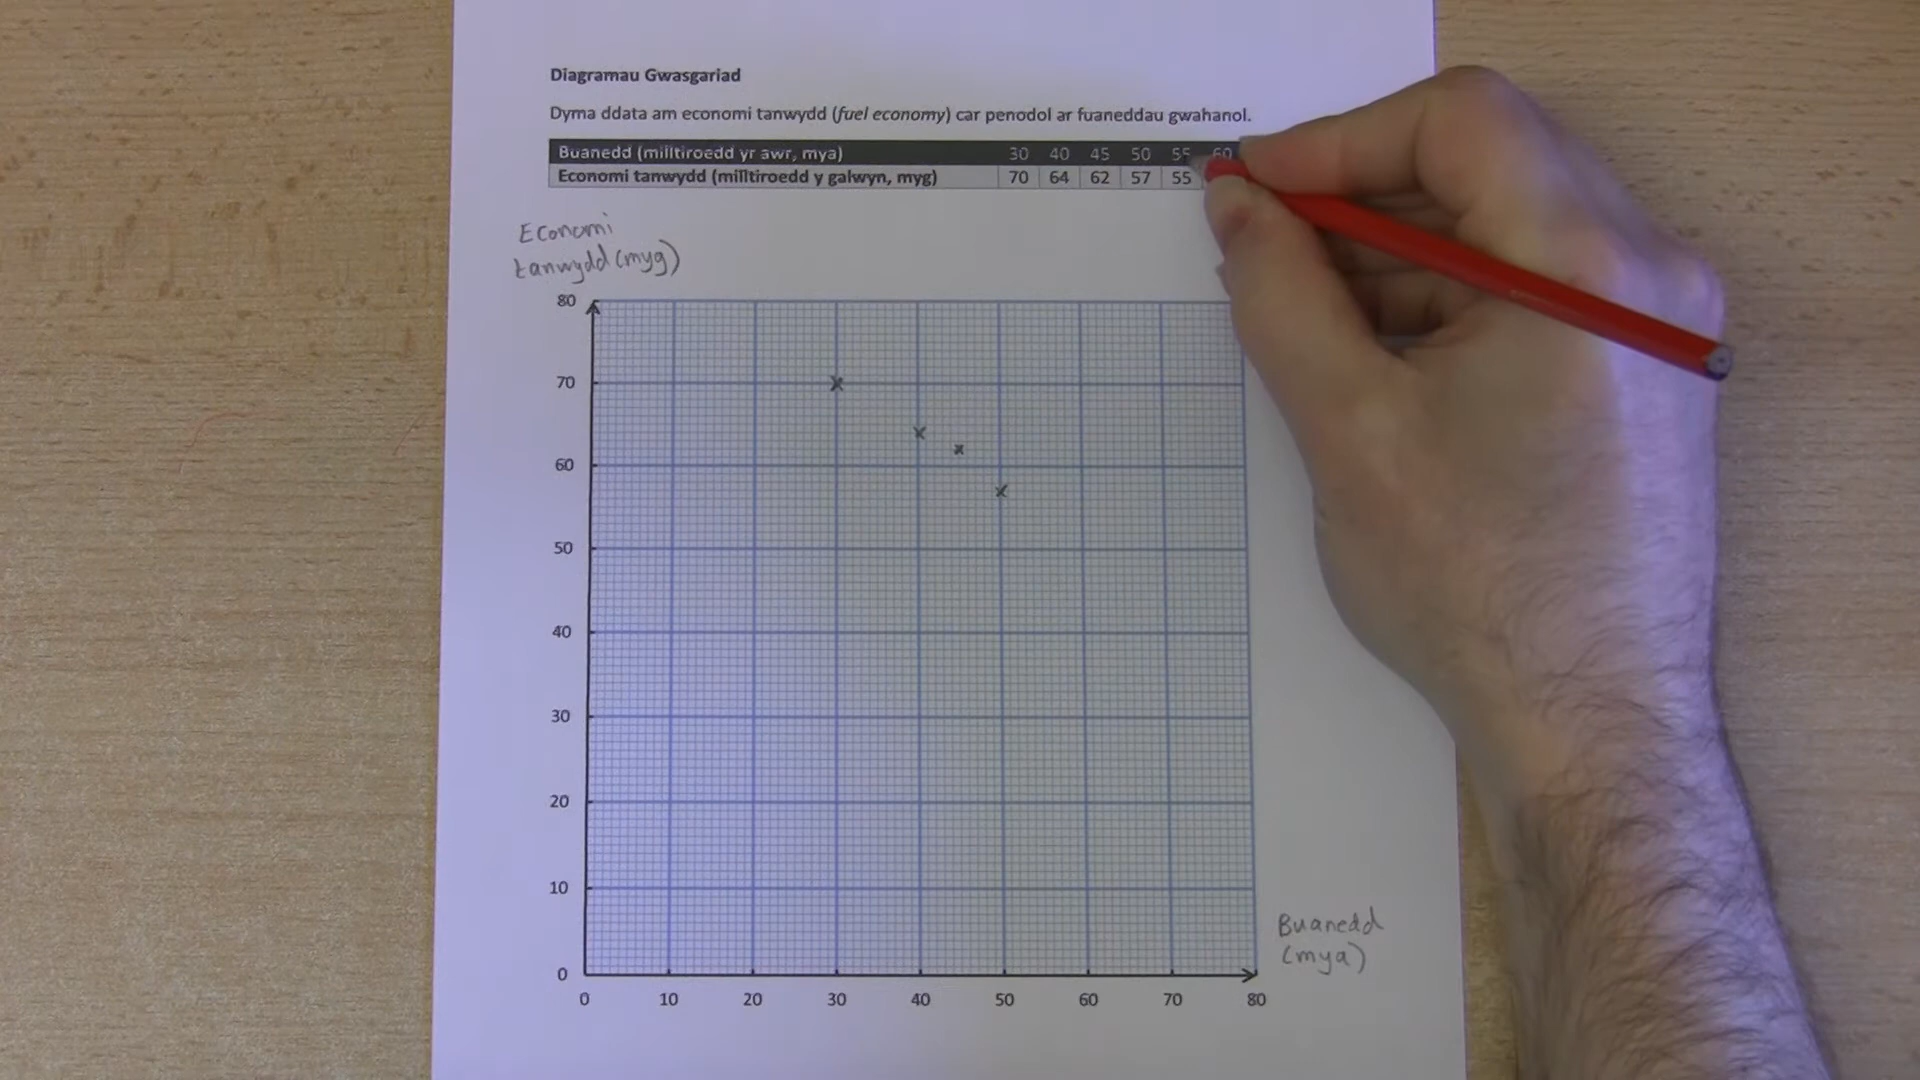 Diagramau Gwasgariad
Dyma ddata am economi tanwydd (fuel economy) car penodol ar fuaneddau gwahanol.
Buanedd (milltiroedd yr awr, mya) 30 40 45 50 55 60
Economi tanwydd (milltiroedd y galwyn, myg) 70 64 62 57 55
Economi
tanwydd (myg)
80
70
60
50
40
30
20
10
0
Buanedd
(mya)
0 10 20 30 40 50 60 70 80